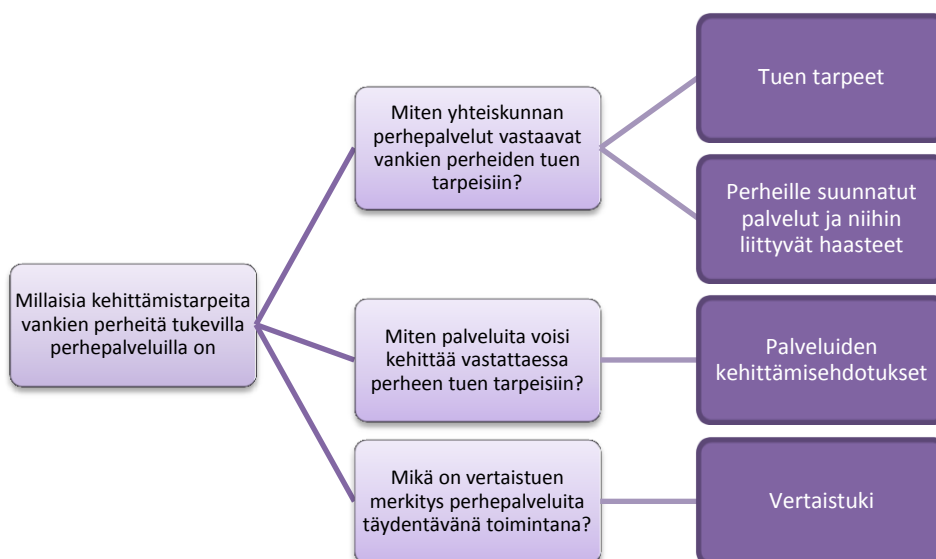 Millaisia kehittämistarpeita
vankien perheitä tukevilla
perhepalveluilla on
Miten yhteiskunnan
perhepalvelut vastaavat
vankien perheiden tuen
tarpeisiin?
Tuen tarpeet
Perheille suunnatut
palvelut ja niihin
liittyvät haasteet
Miten palveluita voisi
kehittää vastattaessa
perheen tuen tarpeisiin?
Palveluiden
kehittämisehdotukset
Mikä on vertaistuen
merkitys perhepalveluita
täydentävänä toimintana?
Vertaistuki